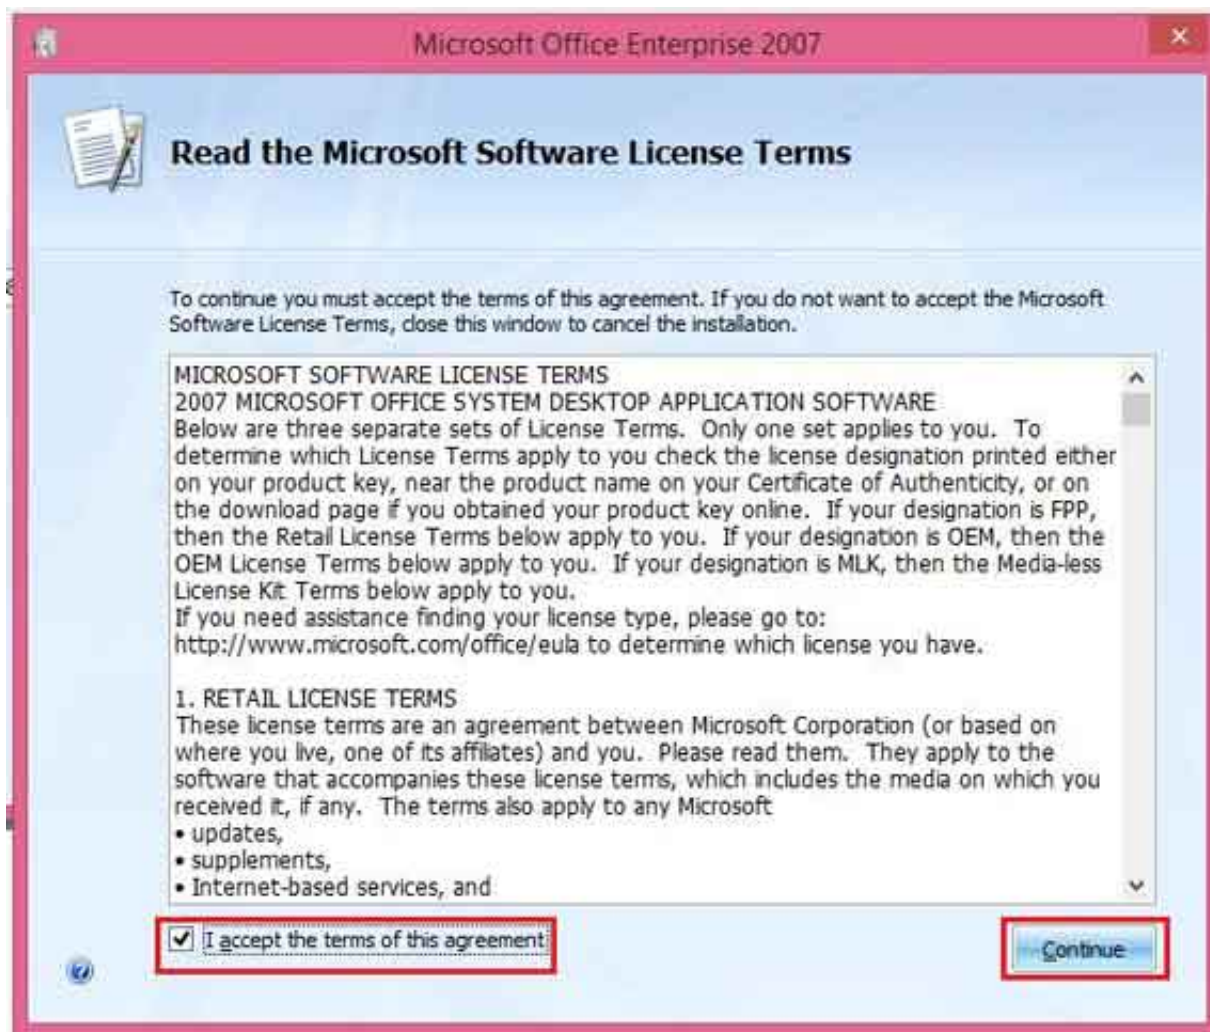 Microsoft Office Enterprise 2007
Read the Microsoft Software License Terms
To continue you must accept the terms of this agreement. If you do not want to accept the Microsoft
Software License Terms, close this window to cancel the installation.
MICROSOFT SOFTWARE LICENSE TERMS
2007 MICROSOFT OFFICE SYSTEM DESKTOP APPLICATION SOFTWARE
Below are three separate sets of License Terms.  Only one set applies to you.  To
determine which License Terms apply to you check the license designation printed either
on your product key, near the product name on your Certificate of Authenticity, or on
the download page if you obtained your product key online.  If your designation is FPP,
then the Retail License Terms below apply to you.  If your designation is OEM, then the
OEM License Terms below apply to you.  If your designation is MLK, then the Media-less
License Kit Terms below apply to you.
If you need assistance finding your license type, please go to:
http://www.microsoft.com/office/eula to determine which license you have.
1. RETAIL LICENSE TERMS
These license terms are an agreement between Microsoft Corporation (or based on
where you live, one of its affiliates) and you.  Please read them.  They apply to the
software that accompanies these license terms, which includes the media on which you
received it, if any.  The terms also apply to any Microsoft
• updates,
• supplements,
• Internet-based services, and
I accept the terms of this agreement
Continue